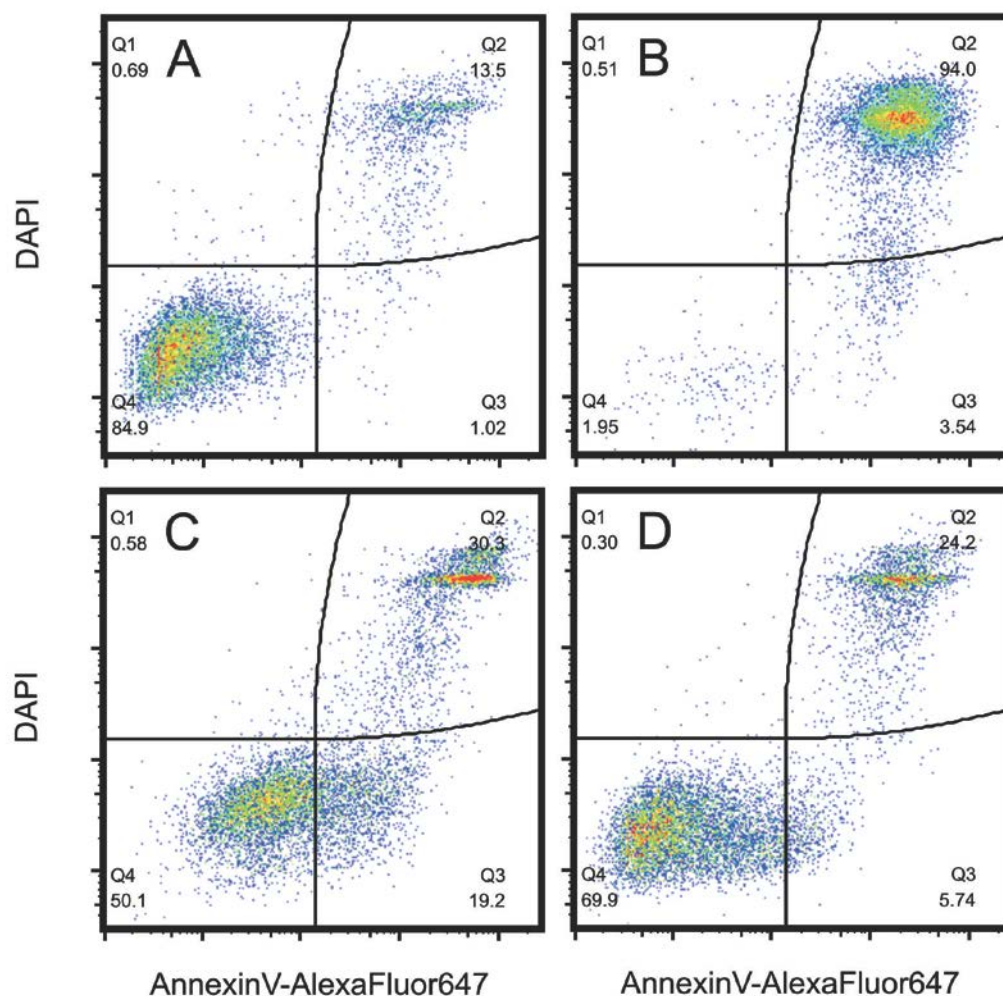 Q1 A Q2
0.69 13.5
Q4 Q3
84.9 1.02
Q1 B Q2
0.51 94.0
Q4 Q3
1.95 3.54
DAPI
Q1 C Q2
0.58 30.3
Q4 Q3
50.1 19.2
Q1 D Q2
0.30 24.2
Q4 Q3
69.9 5.74
DAPI
AnnexinV-AlexaFluor647 AnnexinV-AlexaFluor647